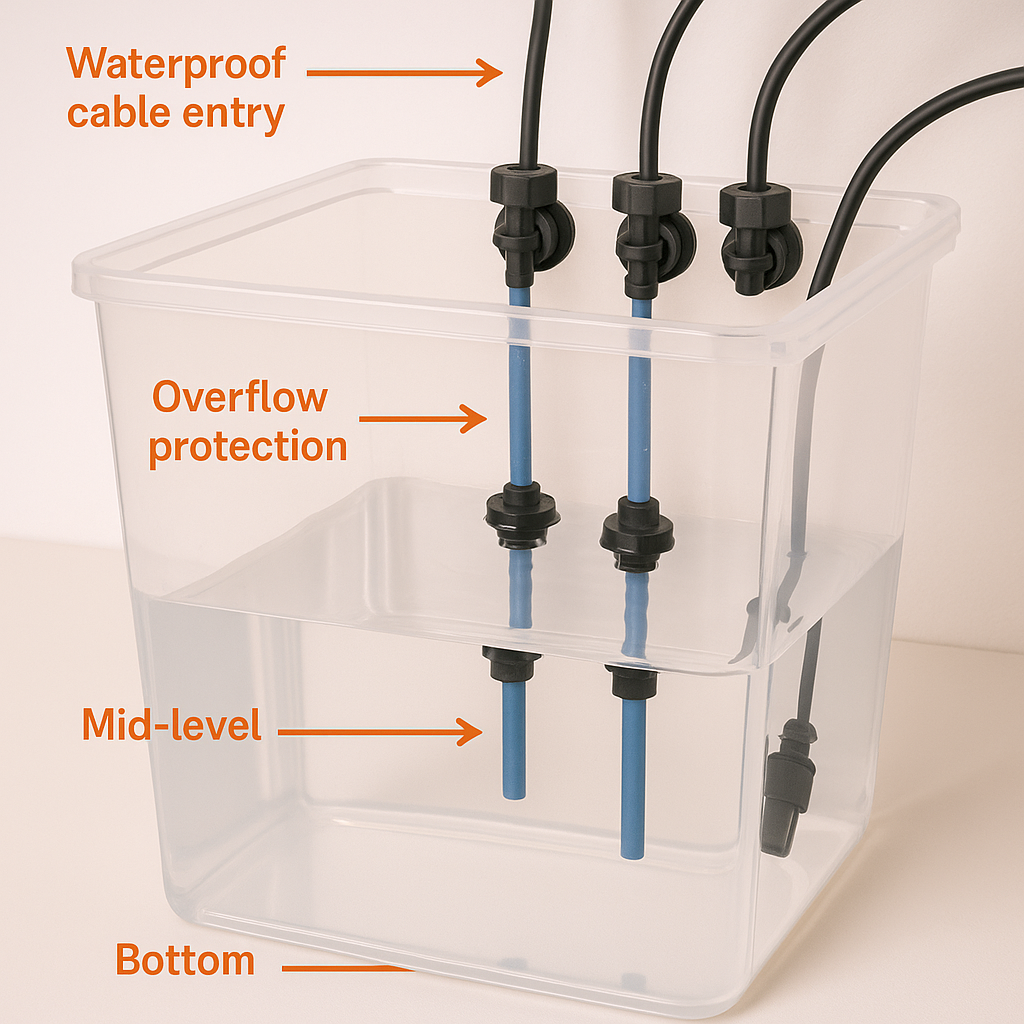 Waterproof
cable entry
Overflow
protection
Mid-level
Bottom